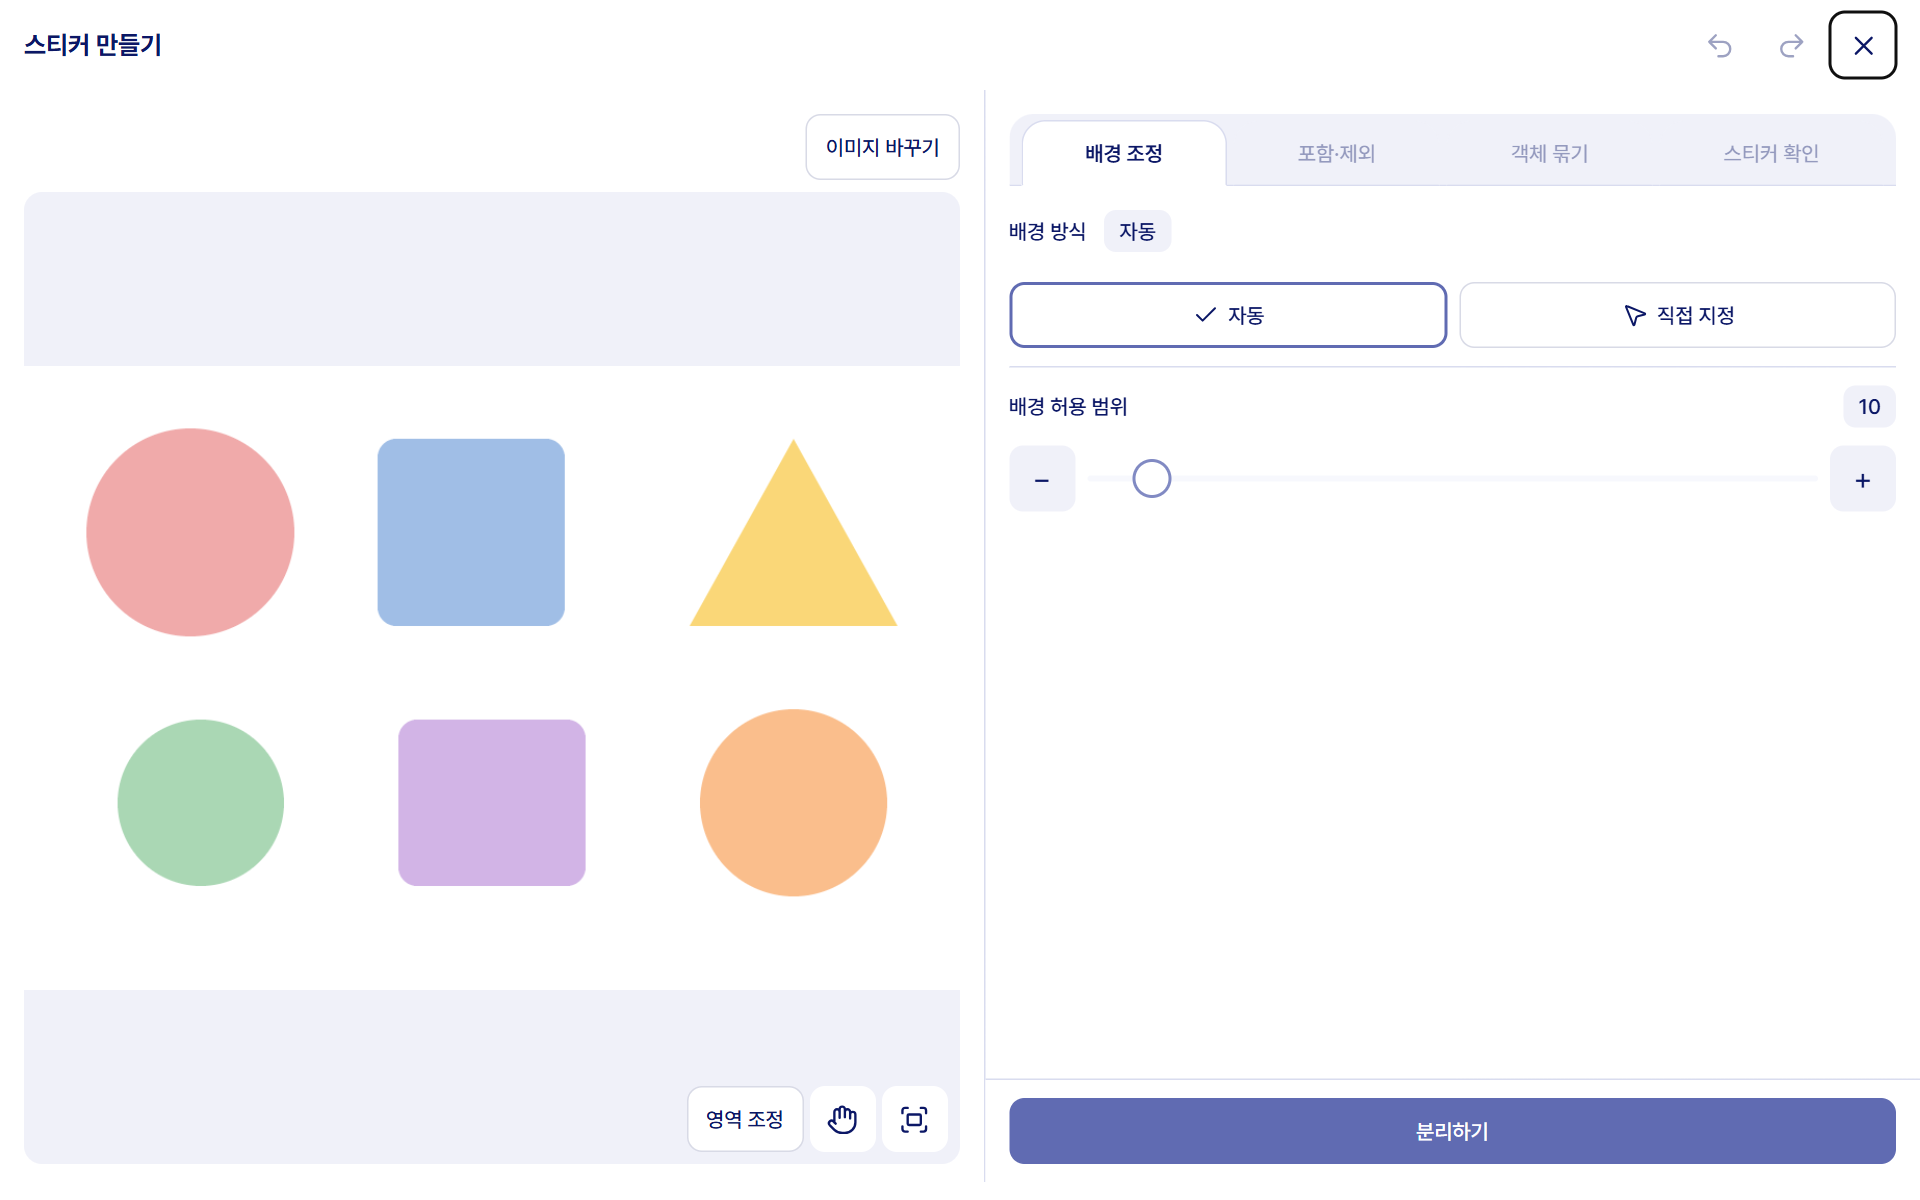 스티커 만들기
이미지 바꾸기
배경 조정
포함·제외
객체 묶기
스티커 확인
배경 방식 자동
자동
직접 지정
배경 허용 범위 10
− +
영역 조정
분리하기